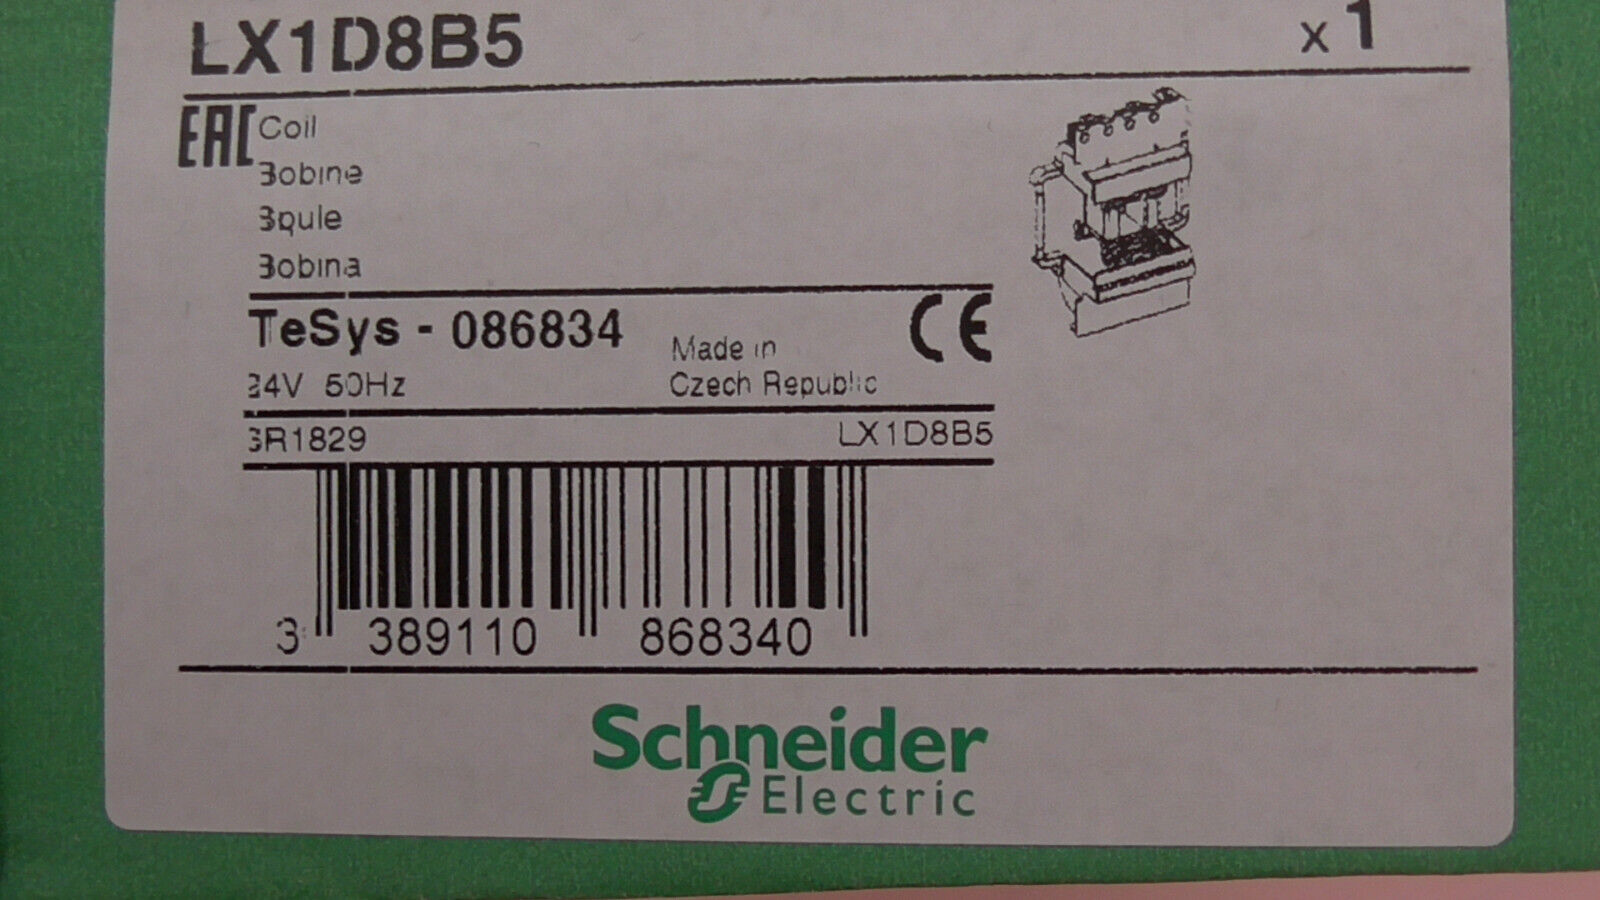 LX1D8B5 x 1
EAC Coil
Bobine
Spule
Bobina
TeSys - 086834
Made in
CE
24V 50Hz Czech Republic
GR1829 LX1D8B5
3 389110 868340
Schneider
Electric